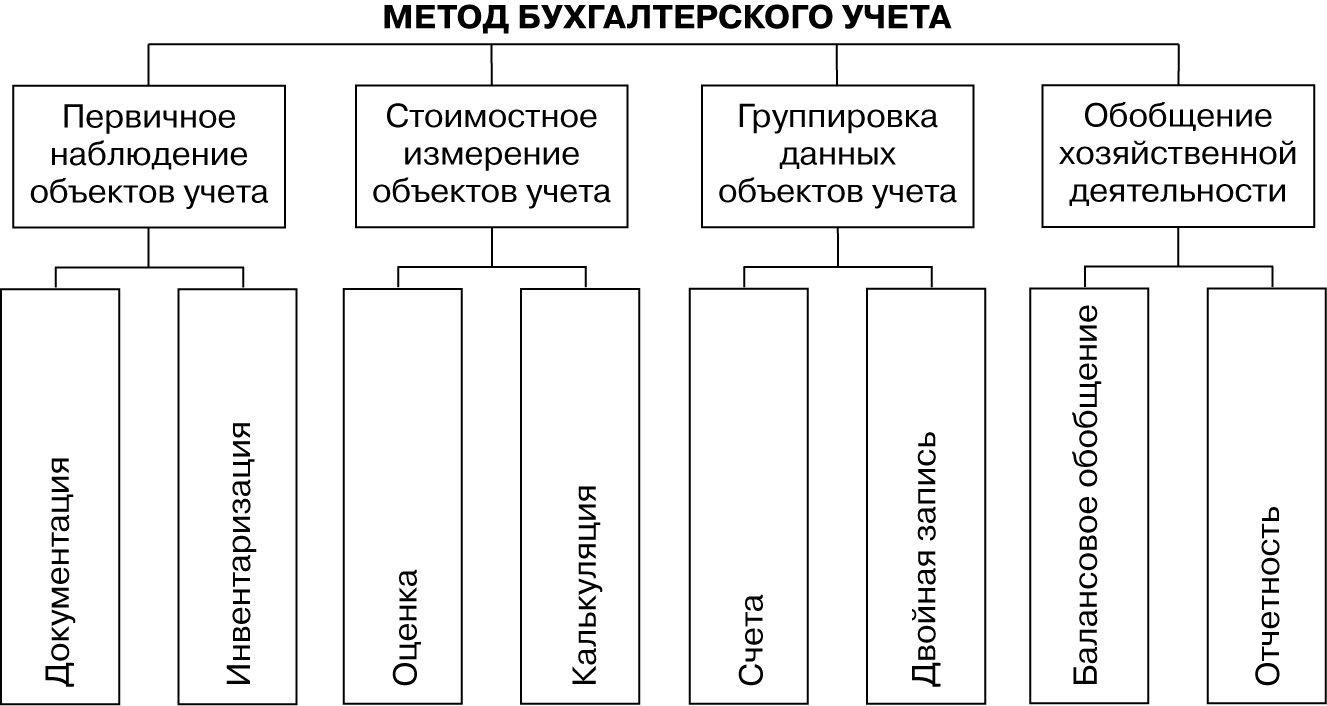 МЕТОД БУХГАЛТЕРСКОГО УЧЕТА
Первичное
наблюдение
объектов учета
Стоимостное
измерение
объектов учета
Группировка
данных
объектов учета
Обобщение
хозяйственной
деятельности
Документация
Инвентаризация
Оценка
Калькуляция
Счета
Двойная запись
Балансовое обобщение
Отчетность